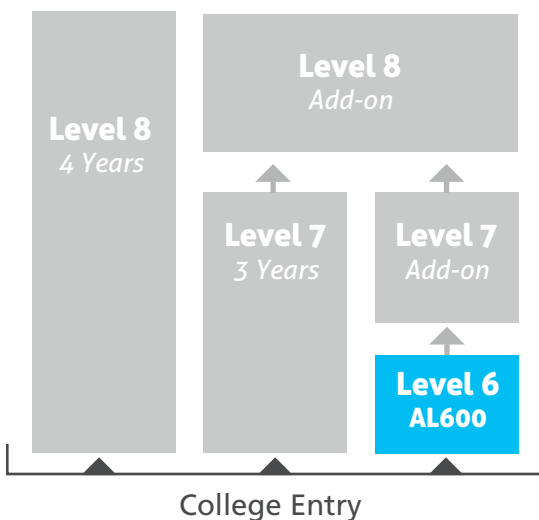 Level 8
4 Years
Level 8
Add-on
Level 7
3 Years
Level 7
Add-on
Level 6
AL600
College Entry